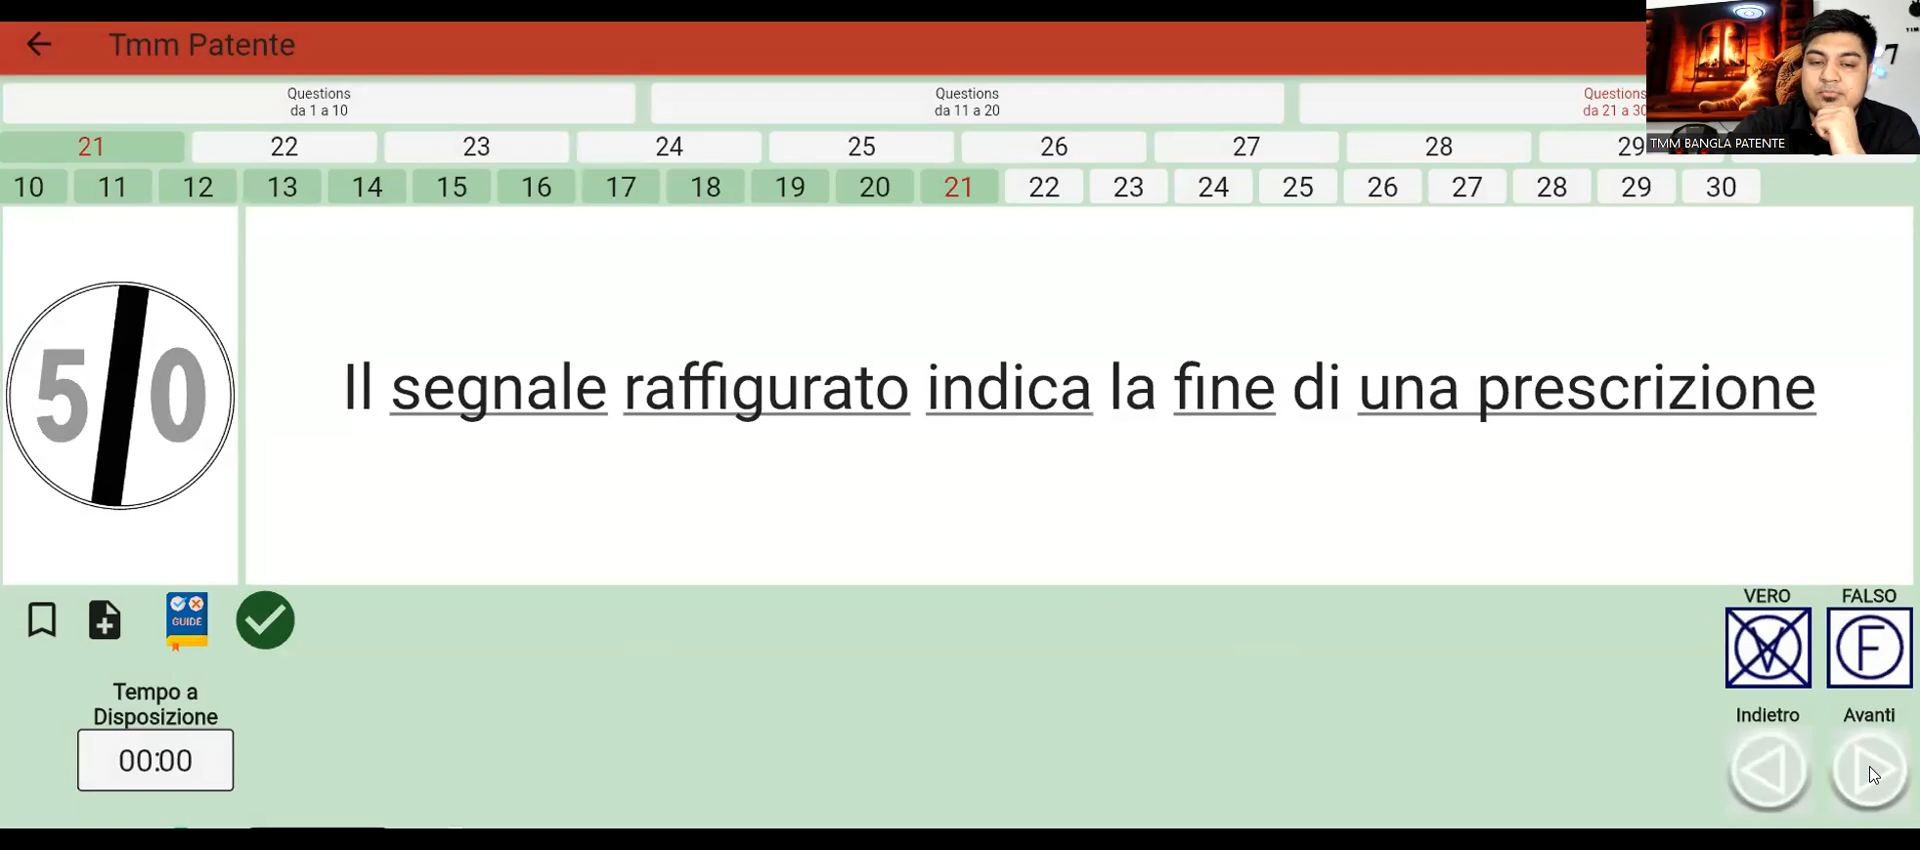 Tmm Patente
Questions
da 1 a 10
Questions
da 11 a 20
Questions
da 21 a 30
TMM BANGLA PATENTE
21 22 23 24 25 26 27 28 29
10 11 12 13 14 15 16 17 18 19 20 21 22 23 24 25 26 27 28 29 30
50
Il segnale raffigurato indica la fine di una prescrizione
GUIDE
VERO FALSO
V F
Tempo a
Disposizione
00:00
Indietro Avanti